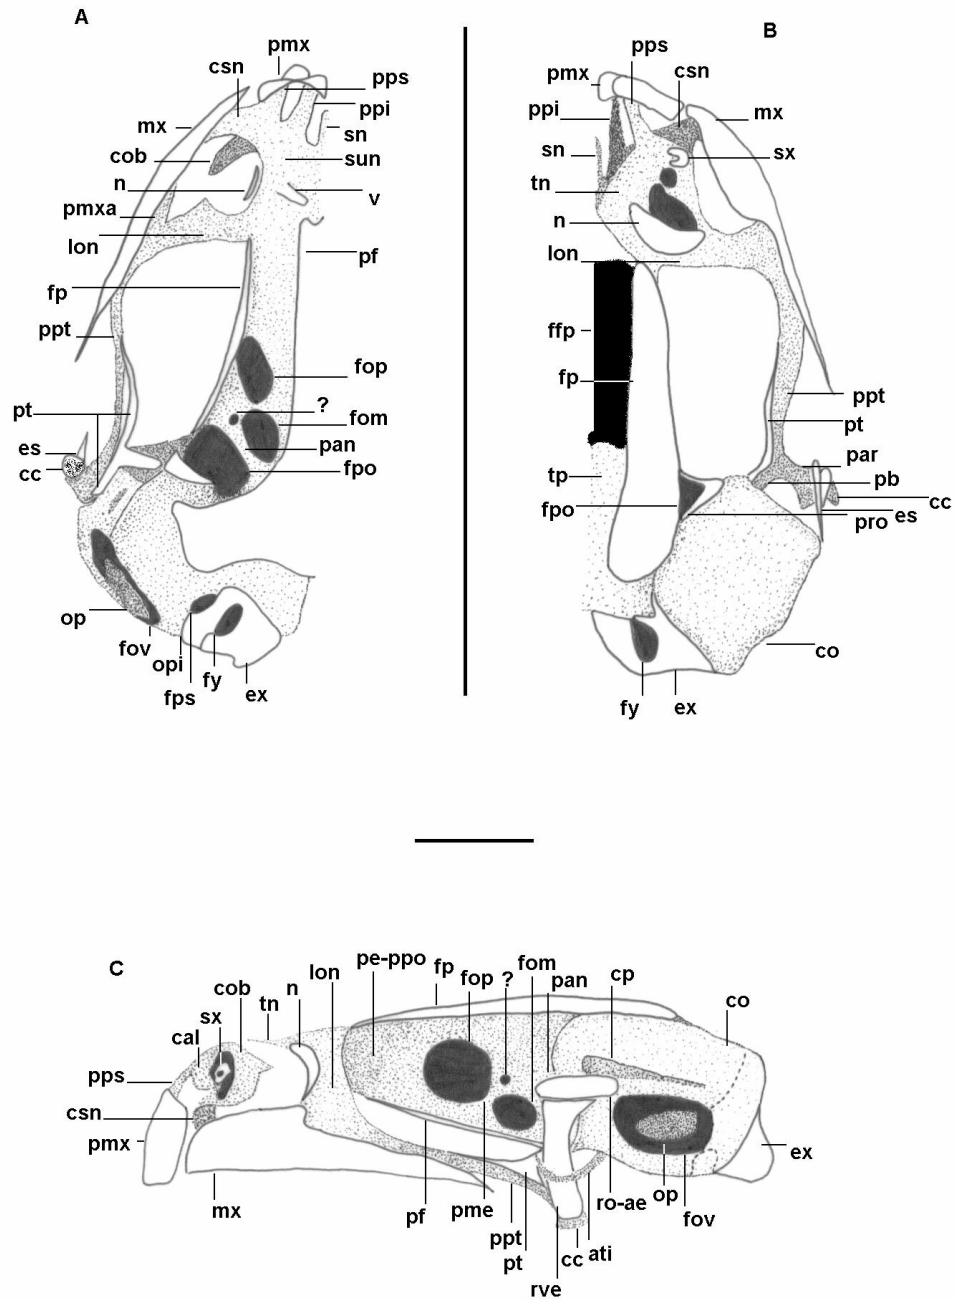 A
pmx
csn
pps
ppi
mx
sn
cob
sun
n
v
pmxa
lon
pf
fp
ppt
fop
?
pt
fom
es
pan
cc
fpo
op
fov
opi
fy
fps
ex
B
pps
pmx
csn
ppi
mx
sn
sx
tn
n
lon
ffp
fp
ppt
pt
par
tp
pb
cc
fpo
es
pro
co
fy
ex
C
pe-ppo
fp
fop
?
fom
pan
cp
lon
n
tn
cob
sx
cal
co
pps
csn
pmx
ex
mx
pf
pme
ppt
pt
rve
cc
ati
ro-ae
op
fov